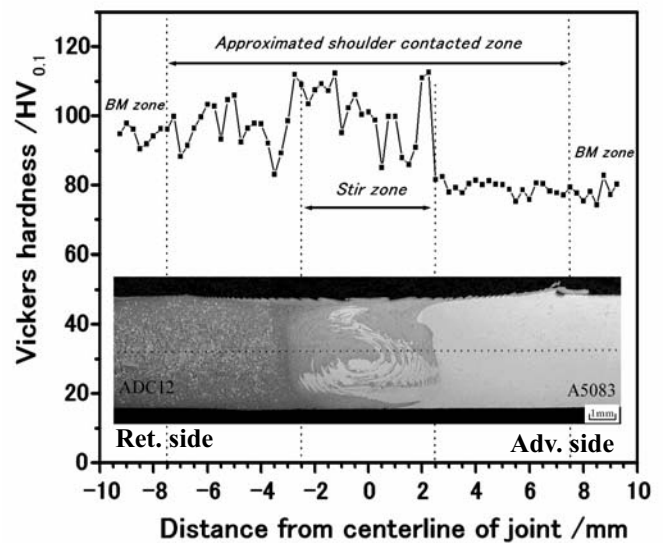 120
100
80
60
40
20
0
Vickers hardness /HV0.1
Approximated shoulder contacted zone
BM zone
BM zone
Stir zone
ADC12
A5083
1mm
Ret. side
Adv. side
−10 −8 −6 −4 −2 0 2 4 6 8 10
Distance from centerline of joint /mm